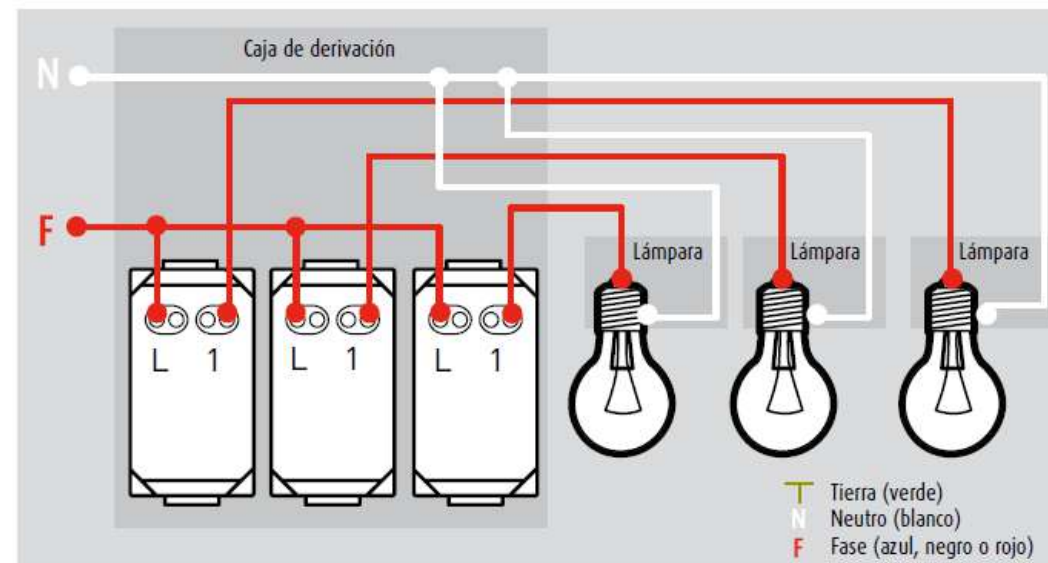 Caja de derivación
N
F
Lámpara Lámpara Lámpara
L 1 L 1 L 1
Tierra (verde)
N Neutro (blanco)
F Fase (azul, negro o rojo)